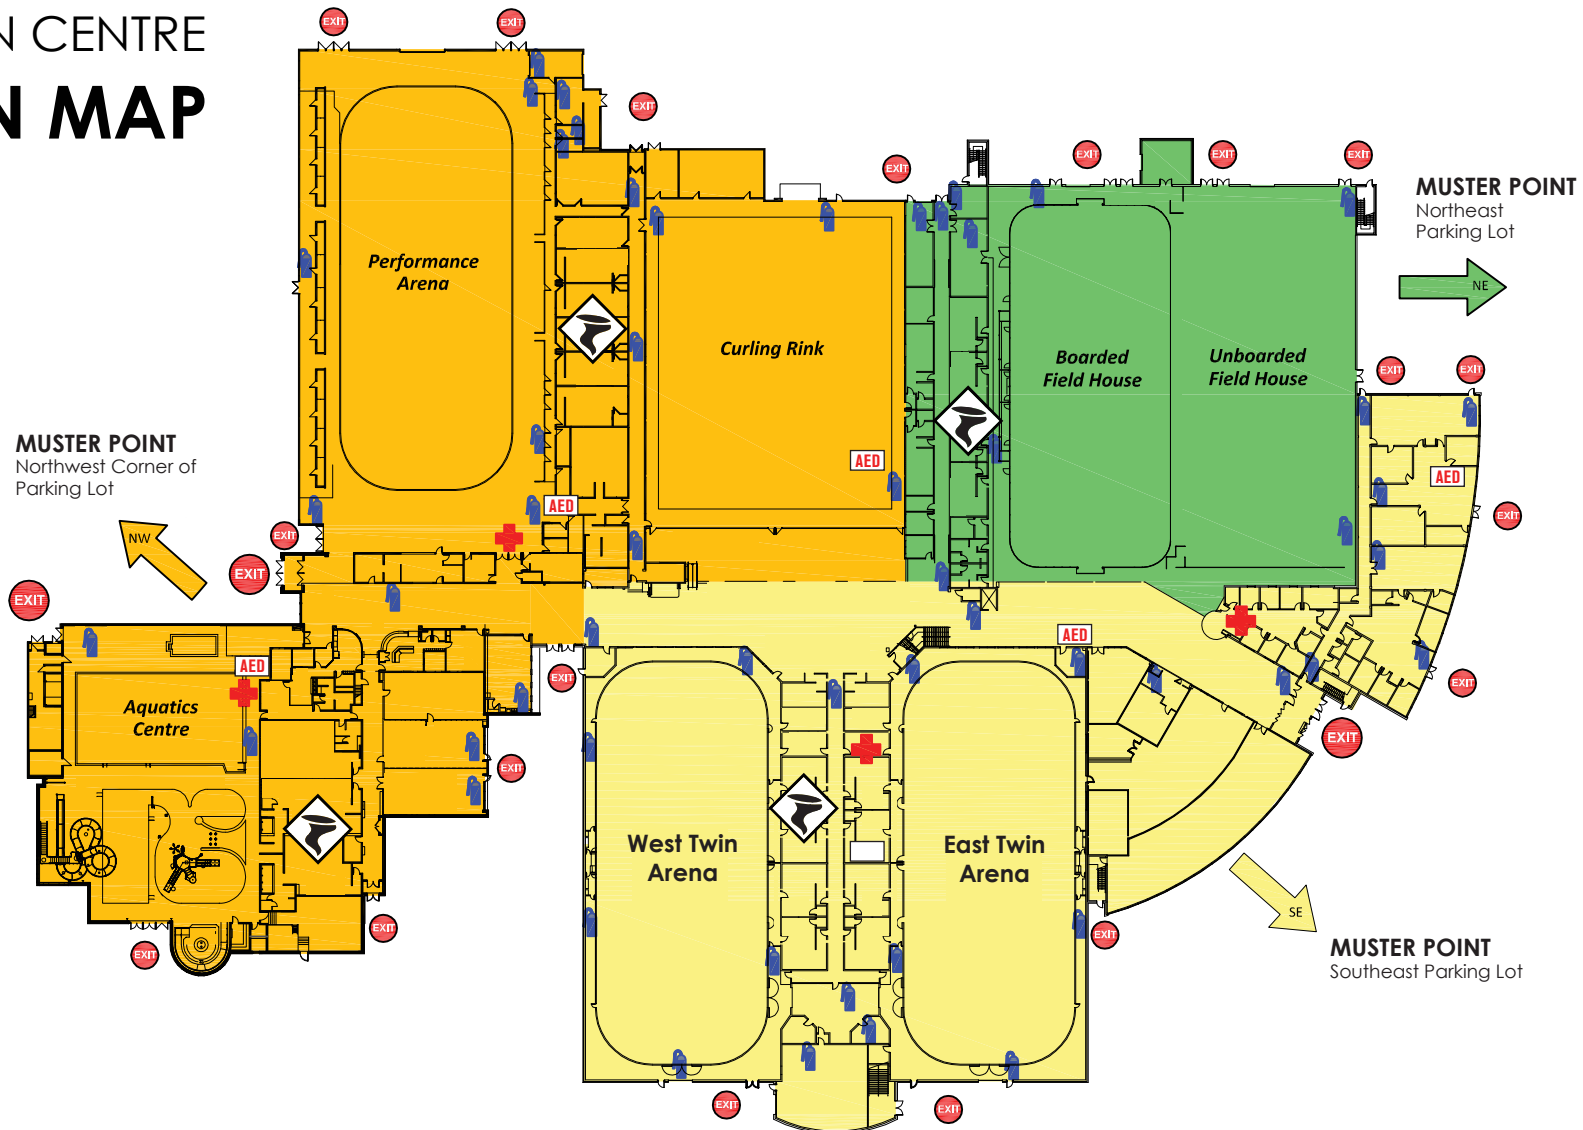 N CENTRE
N MAP
EXIT
EXIT
EXIT
EXIT
EXIT
EXIT
EXIT
MUSTER POINT
Northeast
Parking Lot
NE
Performance
Arena
Curling Rink
Boarded
Field House
Unboarded
Field House
EXIT
EXIT
MUSTER POINT
Northwest Corner of
Parking Lot
NW
AED
AED
AED
EXIT
EXIT
EXIT
EXIT
AED
AED
EXIT
EXIT
Aquatics
Centre
EXIT
EXIT
West Twin
Arena
East Twin
Arena
SE
MUSTER POINT
Southeast Parking Lot
EXIT
EXIT
EXIT
EXIT
EXIT